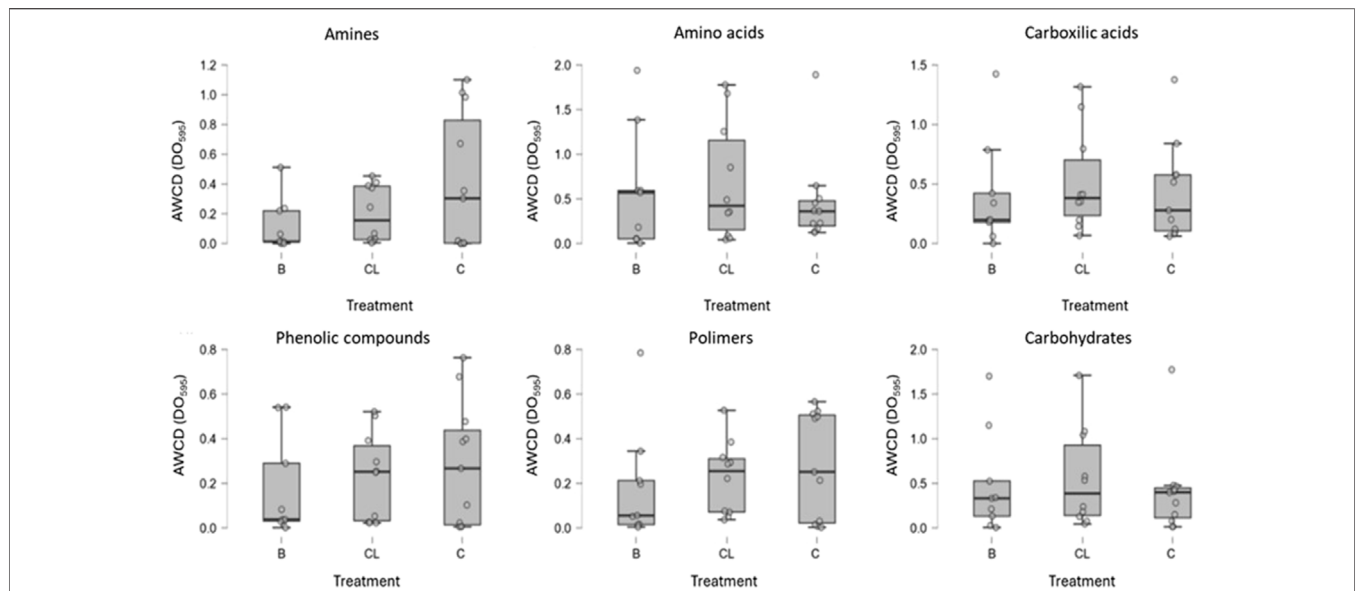 Amines
Amino acids
Carboxilic acids
1.2
1.0
0.8
0.6
0.4
0.2
0.0
AWCD (DO595)
B CL C
Treatment
2.0
1.5
1.0
0.5
0.0
AWCD (DO595)
B CL C
Treatment
1.5
1.0
0.5
0.0
AWCD (DO595)
B CL C
Treatment
Phenolic compounds
Polimers
Carbohydrates
0.8
0.6
0.4
0.2
0.0
AWCD (DO595)
B CL C
Treatment
0.8
0.6
0.4
0.2
0.0
AWCD (DO595)
B CL C
Treatment
2.0
1.5
1.0
0.5
0.0
AWCD (DO595)
B CL C
Treatment